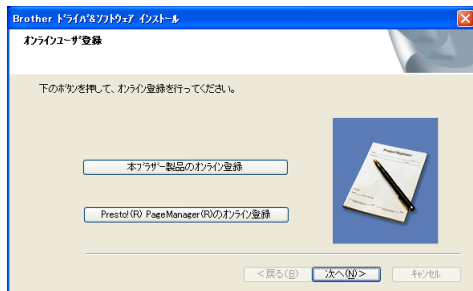 Brother ﾄﾞﾗｲﾊﾞ&ｿﾌﾄｳｪｱ ｲﾝｽﾄｰﾙ
ｵﾝﾗｲﾝﾕｰｻﾞ登録
下のﾎﾞﾀﾝを押して、ｵﾝﾗｲﾝ登録を行ってください。
本ﾌﾞﾗｻﾞｰ製品のｵﾝﾗｲﾝ登録
Presto!(R) PageManager(R)のｵﾝﾗｲﾝ登録
Product Registration
<戻る(B)
次へ(N)>
ｷｬﾝｾﾙ